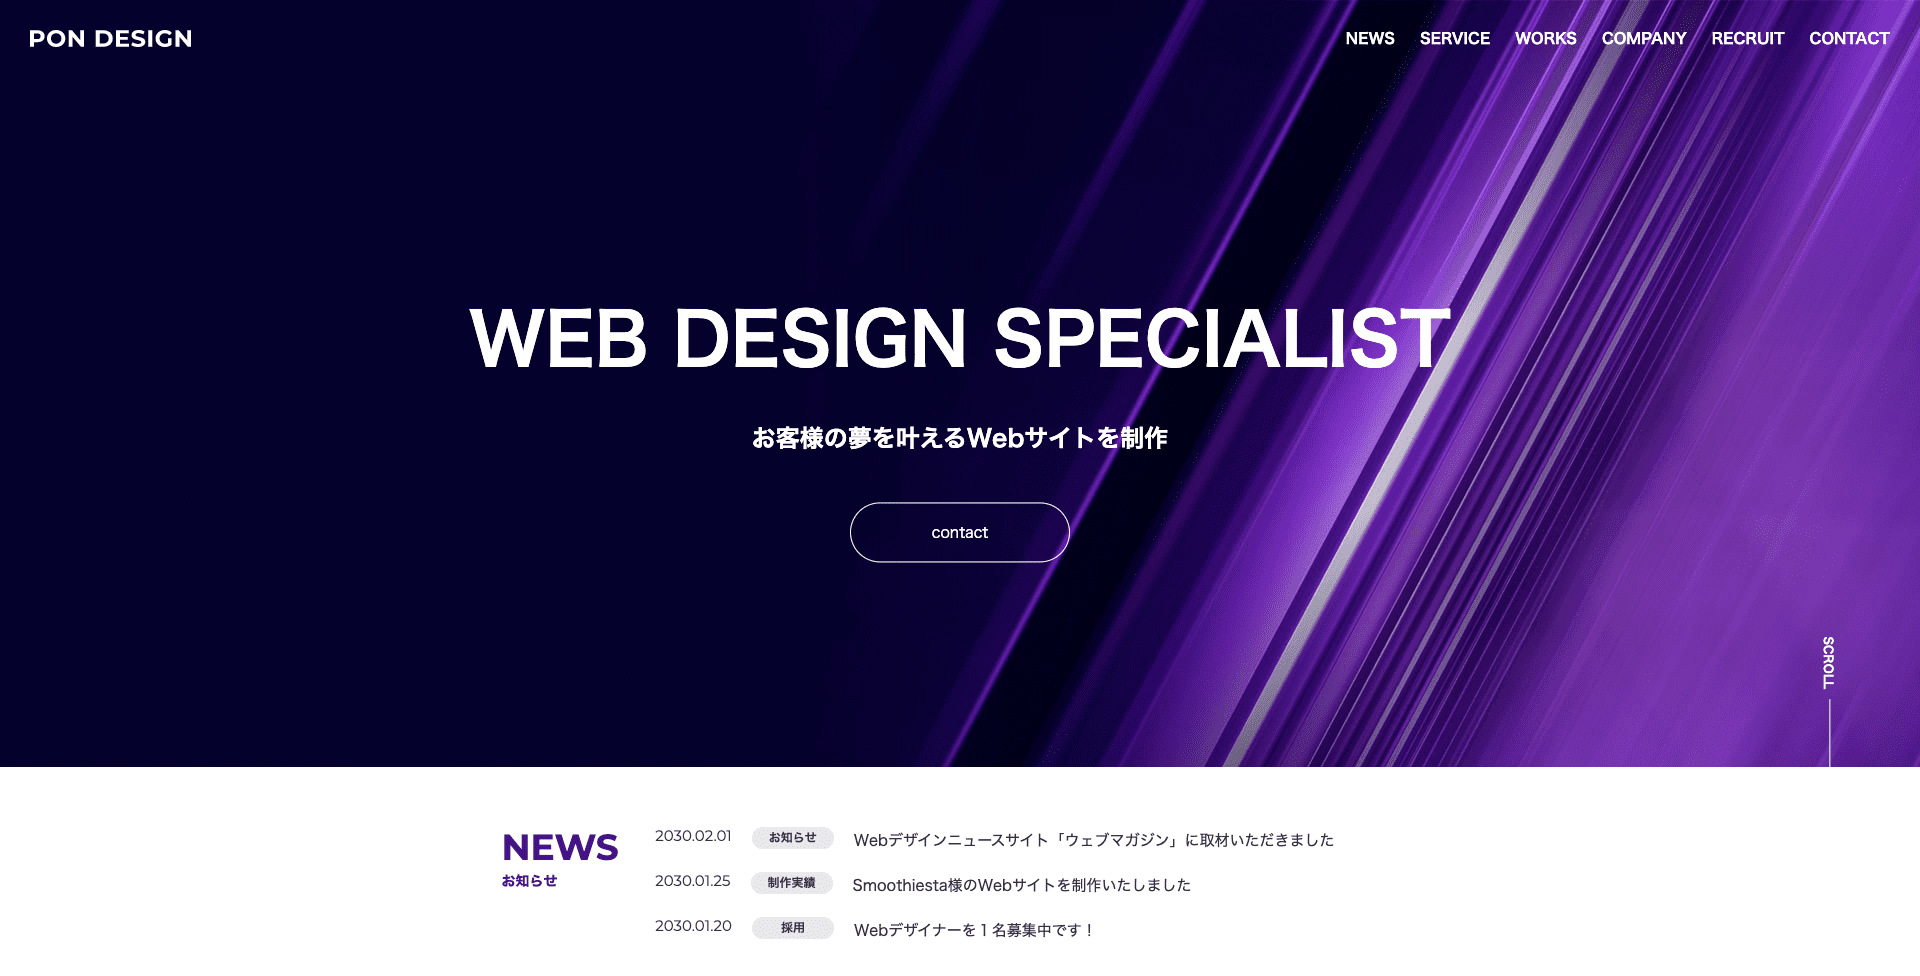 PON DESIGN
NEWS SERVICE WORKS COMPANY RECRUIT CONTACT
WEB DESIGN SPECIALIST
お客様の夢を叶えるWebサイトを制作
contact
SCROLL
NEWS
お知らせ
2030.02.01 お知らせ Webデザインニュースサイト「ウェブマガジン」に取材いただきました
2030.01.25 制作実績 Smoothiesta様のWebサイトを制作いたしました
2030.01.20 採用 Webデザイナーを１名募集中です！